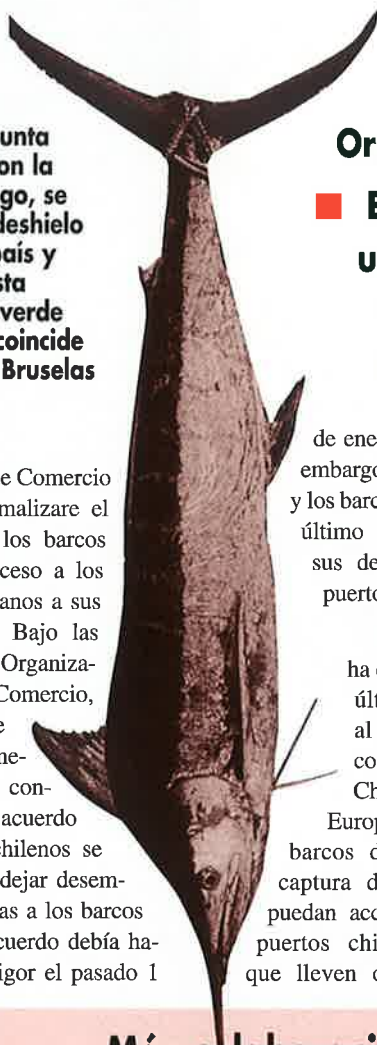 unta
on la
go, se
deshielo
país y
sta
verde
coincide
Bruselas
e Comercio
malizare el
los barcos
ceso a los
anos a sus
Bajo las
Organiza-
Comercio,
e
ne-
con-
acuerdo
chilenos se
dejar desem-
as a los barcos
cuerdo debía ha-
igor el pasado 1
Or
E
u
de ene
embargo
y los barc
último
sus de
puerto
ha
últ
al
co
Ch
Europ
barcos d
captura d
puedan acc
puertos chi
que lleven c